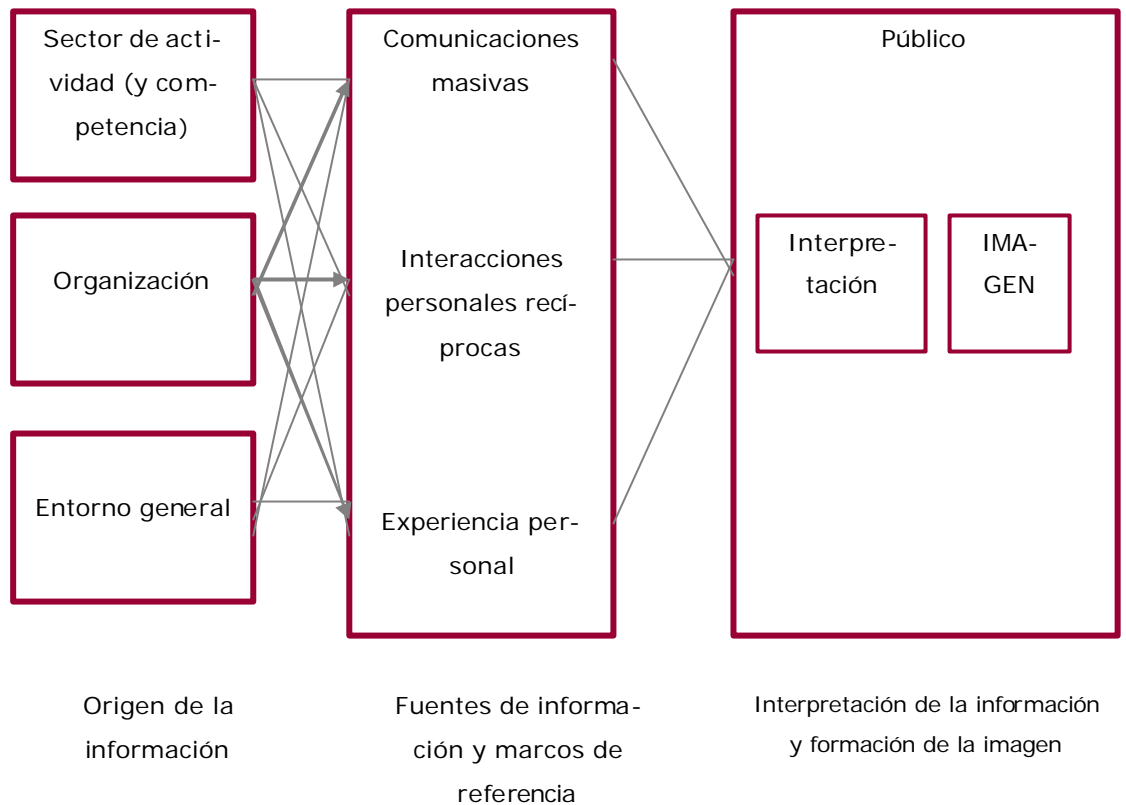 Sector de acti-
vidad (y com-
petencia)
Organización
Entorno general
Comunicaciones
masivas
Interacciones
personales recí-
procas
Experiencia per-
sonal
Público
Interpre-
tación
IMA-
GEN
Origen de la
información
Fuentes de informa-
ción y marcos de
referencia
Interpretación de la información
y formación de la imagen